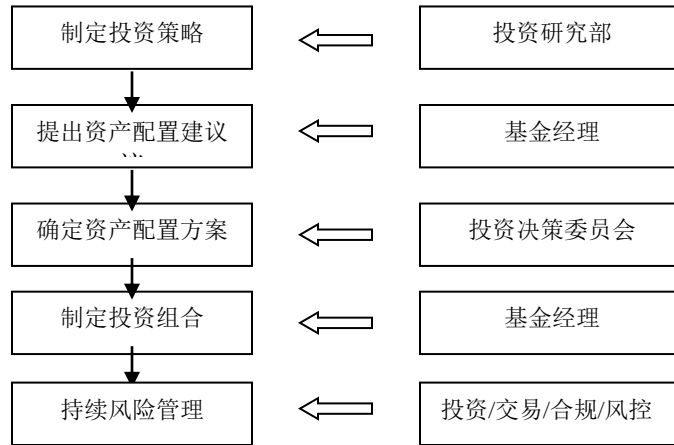 制定投资策略
投资研究部
提出资产配置建议
基金经理
确定资产配置方案
投资决策委员会
制定投资组合
基金经理
持续风险管理
投资/交易/合规/风控